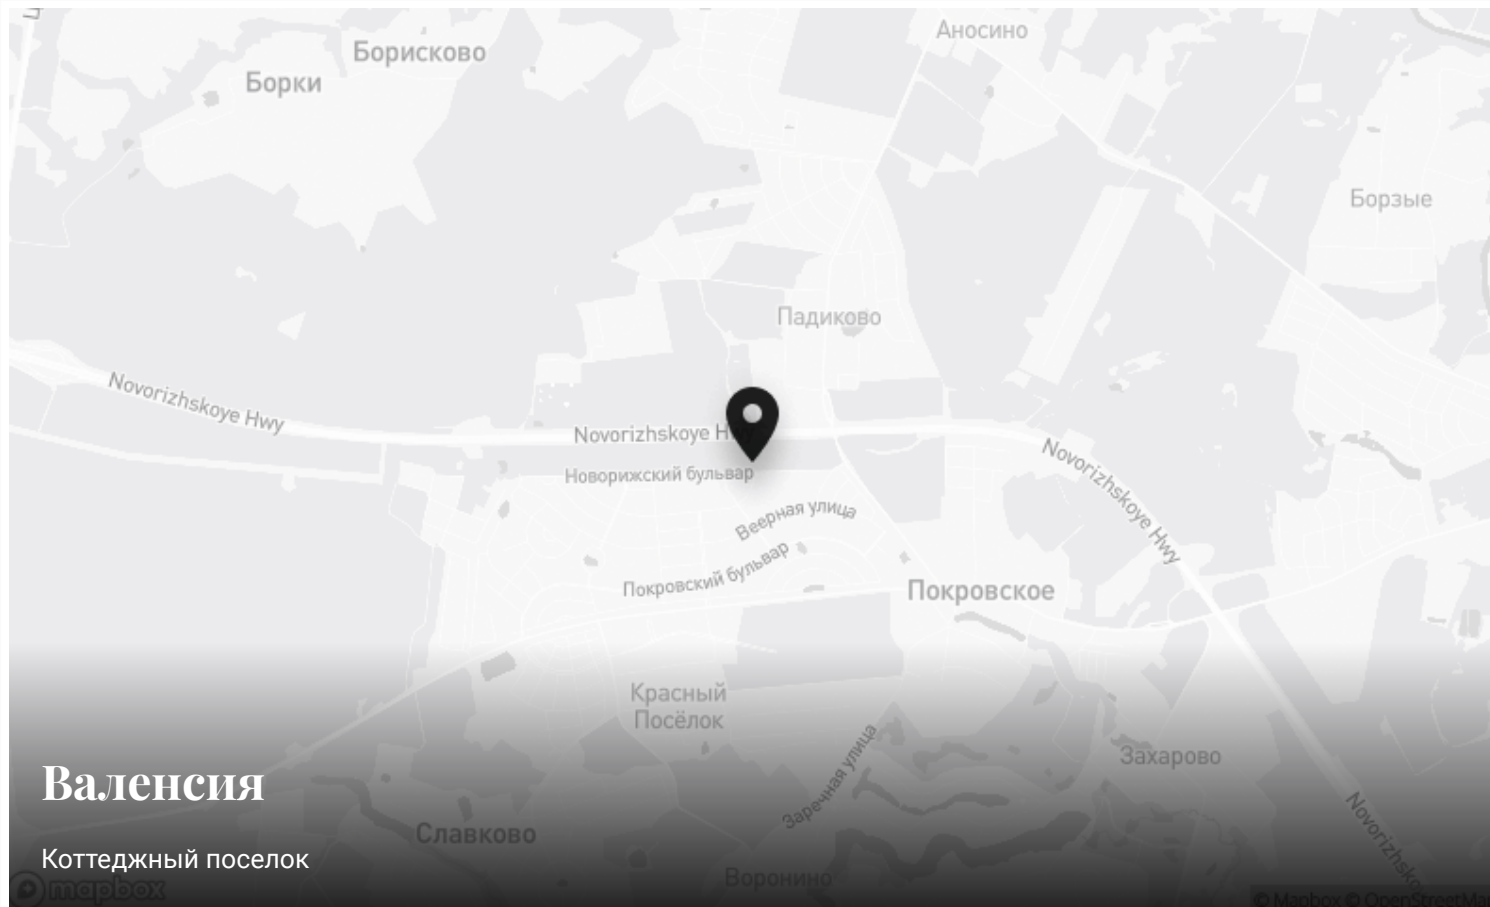 Аносино
Борисково
Борки
Борзые
Падиково
Novorizhskoye Hwy
Novorizhskoye H
Novorizhskoye Hwy
Новорижский бульвар
Веерная улица
Покровский бульвар
Покровское
Красный
Посёлок
Заречная улица
Захарово
Валенсия
Novorizhsko
Славково
Коттеджный поселок
Воронино
mapbox
© Mapbox © OpenStreetMa